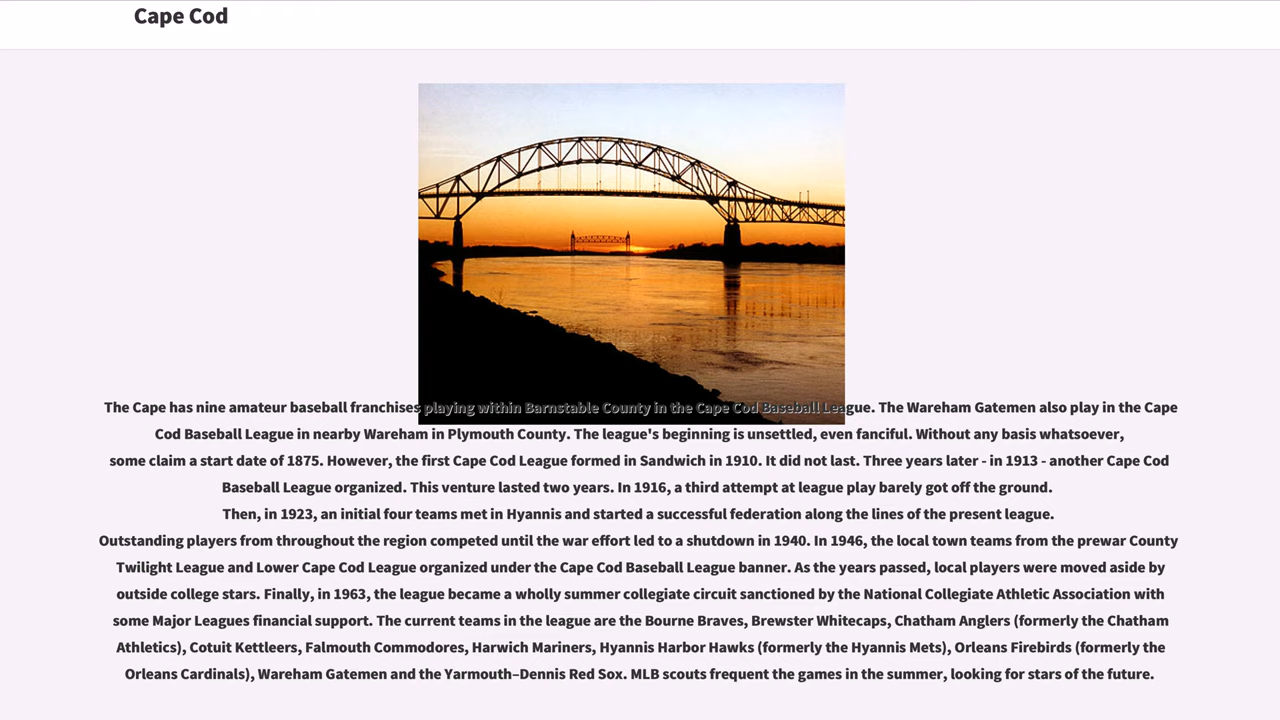 Cape Cod
The Cape has nine amateur baseball franchises playing within Barnstable County in the Cape Cod Baseball League. The Wareham Gatemen also play in the Cape
Cod Baseball League in nearby Wareham in Plymouth County. The league's beginning is unsettled, even fanciful. Without any basis whatsoever,
some claim a start date of 1875. However, the first Cape Cod League formed in Sandwich in 1910. It did not last. Three years later - in 1913 - another Cape Cod
Baseball League organized. This venture lasted two years. In 1916, a third attempt at league play barely got off the ground.
Then, in 1923, an initial four teams met in Hyannis and started a successful federation along the lines of the present league.
Outstanding players from throughout the region competed until the war effort led to a shutdown in 1940. In 1946, the local town teams from the prewar County
Twilight League and Lower Cape Cod League organized under the Cape Cod Baseball League banner. As the years passed, local players were moved aside by
outside college stars. Finally, in 1963, the league became a wholly summer collegiate circuit sanctioned by the National Collegiate Athletic Association with
some Major Leagues financial support. The current teams in the league are the Bourne Braves, Brewster Whitecaps, Chatham Anglers (formerly the Chatham
Athletics), Cotuit Kettleers, Falmouth Commodores, Harwich Mariners, Hyannis Harbor Hawks (formerly the Hyannis Mets), Orleans Firebirds (formerly the
Orleans Cardinals), Wareham Gatemen and the Yarmouth–Dennis Red Sox. MLB scouts frequent the games in the summer, looking for stars of the future.